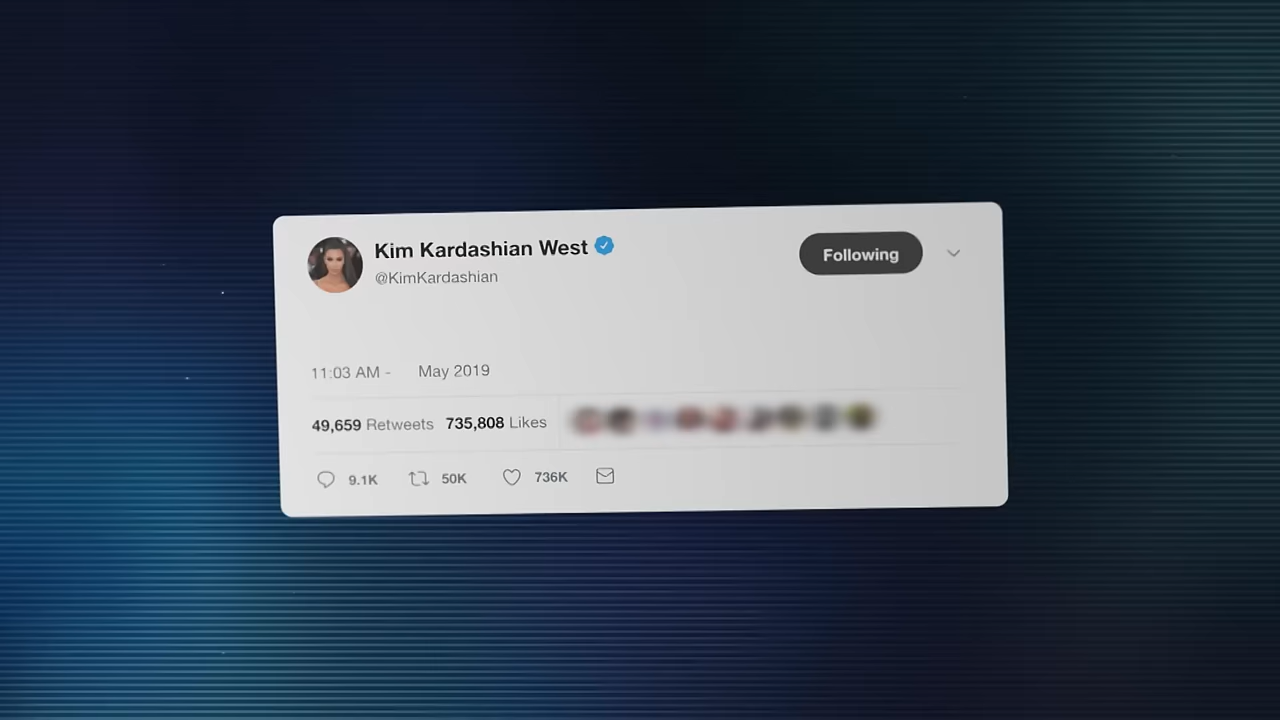 Kim Kardashian West
Following
@KimKardashian
11:03 AM - May 2019
49,659 Retweets 735,808 Likes
9.1K 50K 736K